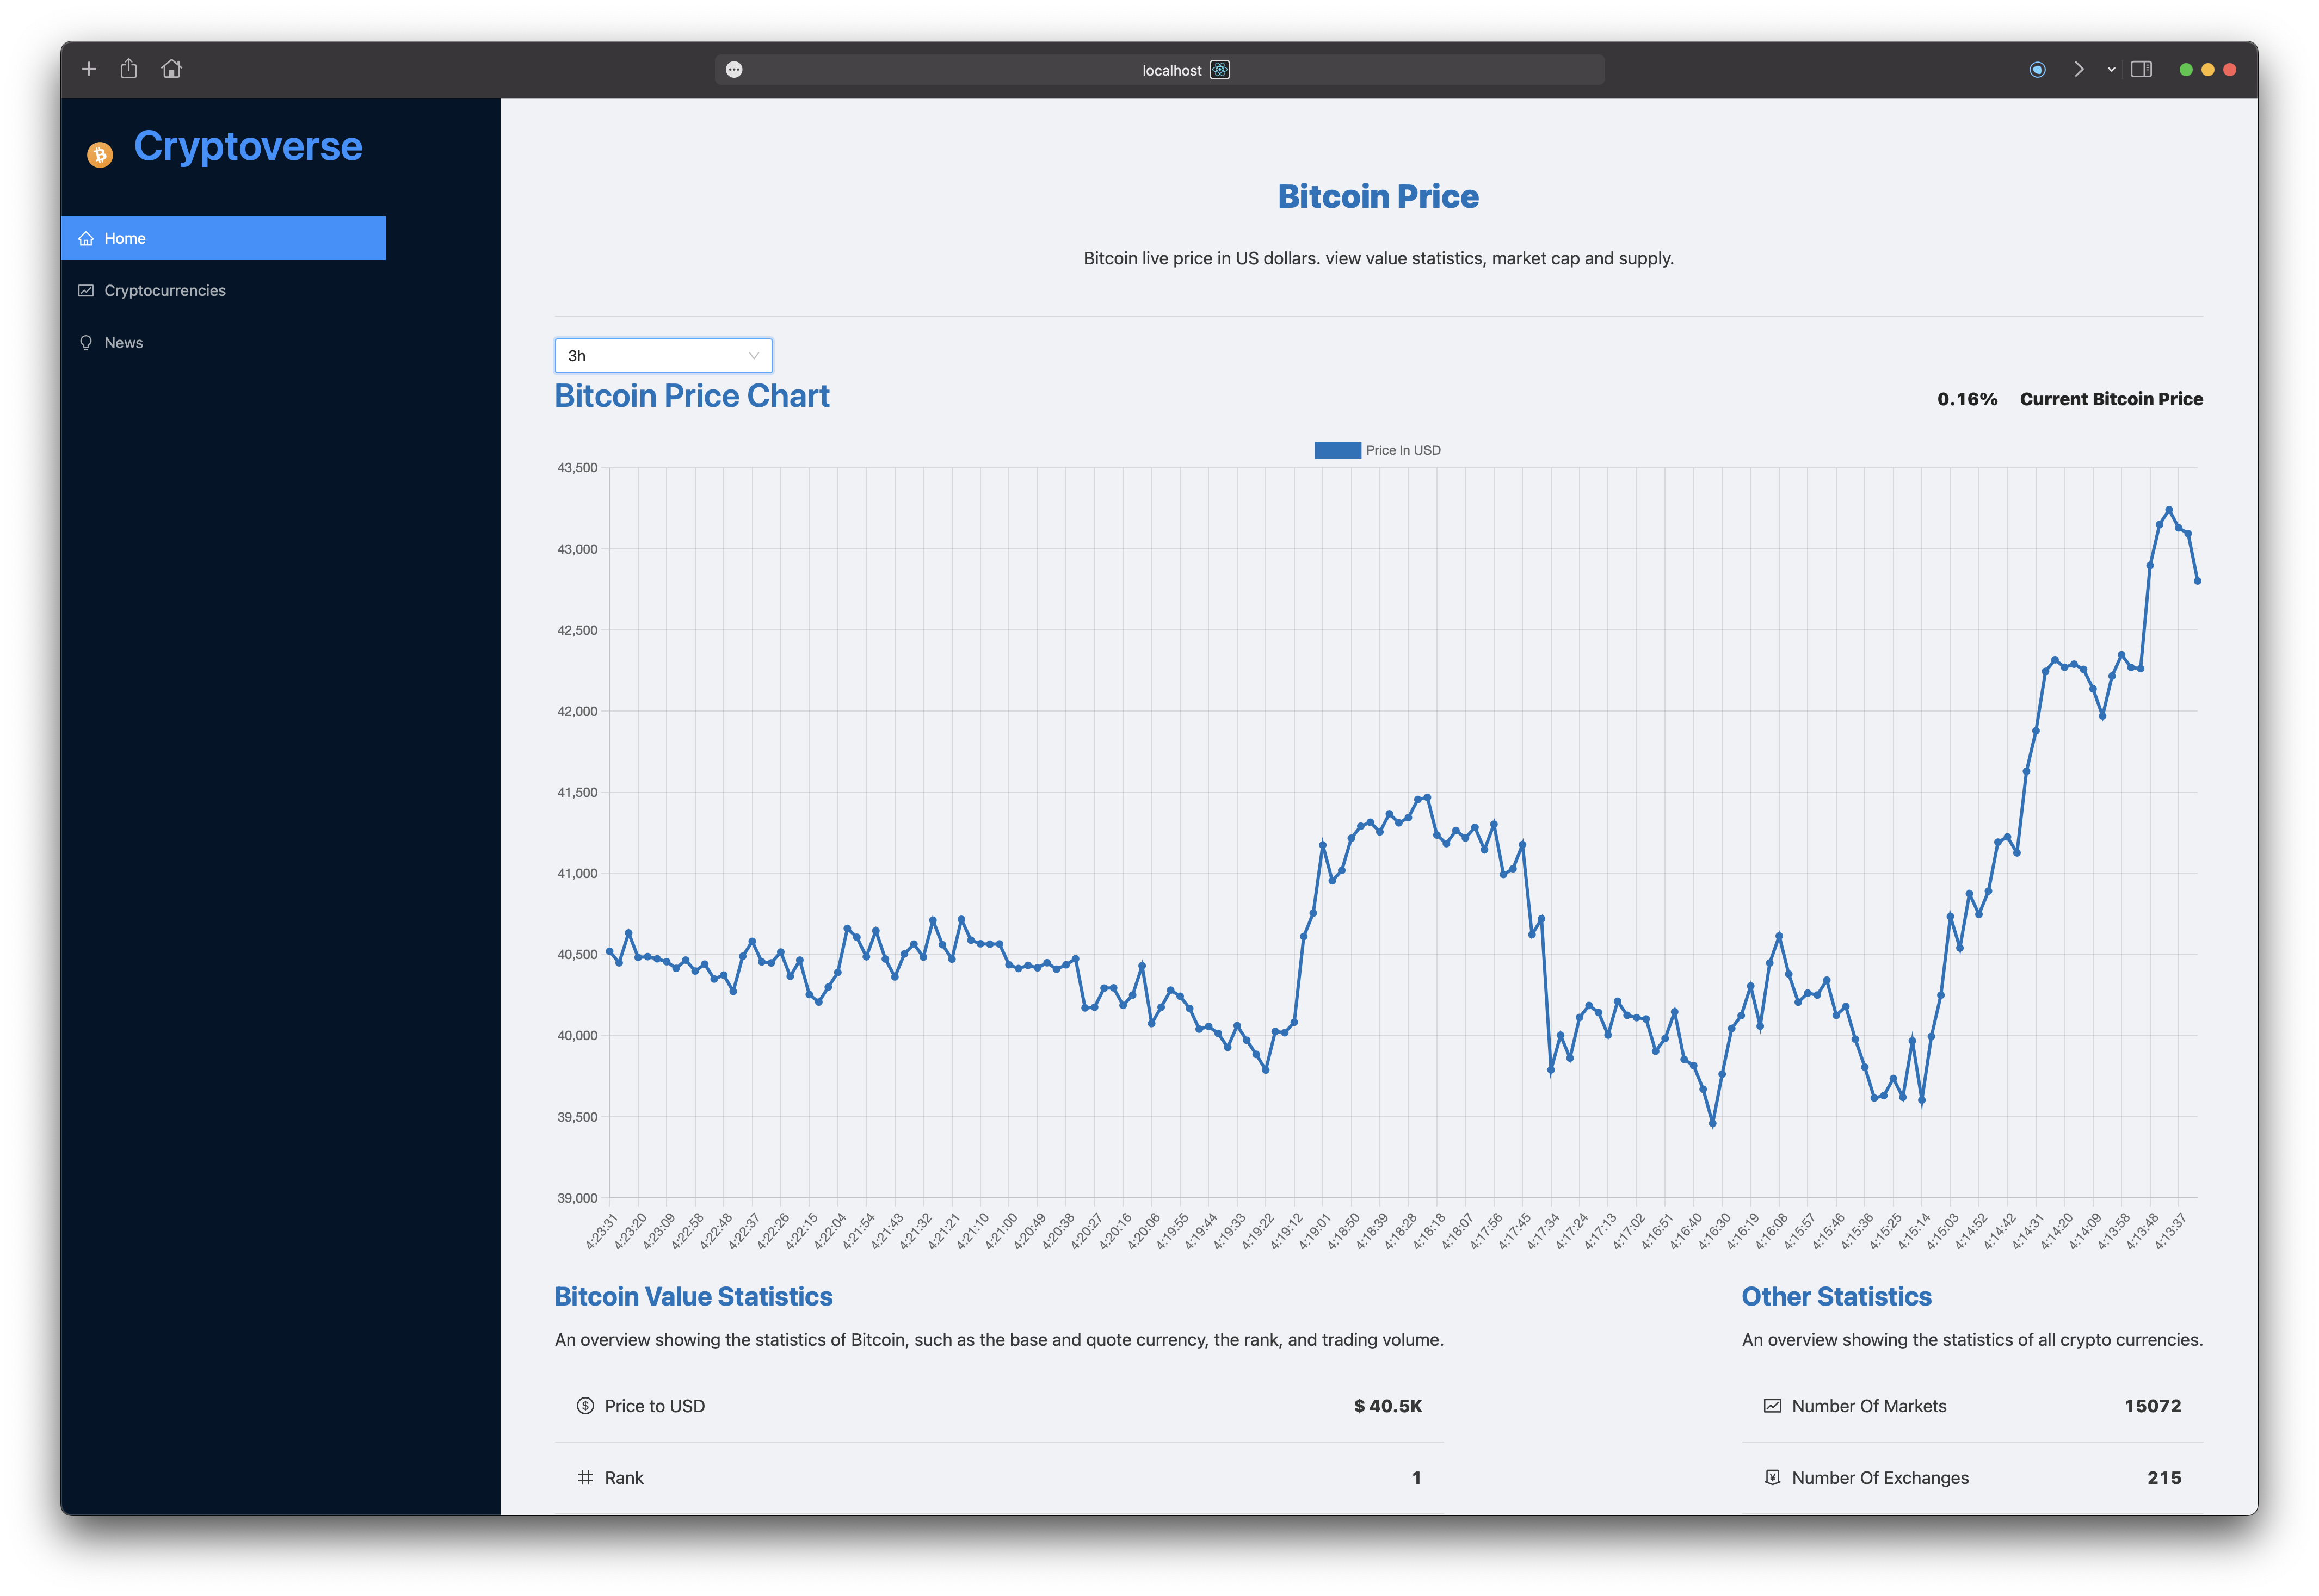 localhost
Cryptoverse
Home
Cryptocurrencies
News
Bitcoin Price
Bitcoin live price in US dollars. view value statistics, market cap and supply.
3h
Bitcoin Price Chart
0.16% Current Bitcoin Price
Price In USD
43,500
43,000
42,500
42,000
41,500
41,000
40,500
40,000
39,500
39,000
4:23:31 4:23:20 4:23:09 4:22:58 4:22:48 4:22:37 4:22:26 4:22:15 4:22:04 4:21:54 4:21:43 4:21:32 4:21:21 4:21:10 4:21:00 4:20:49 4:20:38 4:20:27 4:20:16 4:20:06 4:19:55 4:19:44 4:19:33 4:19:22 4:19:12 4:19:01 4:18:50 4:18:39 4:18:28 4:18:18 4:18:07 4:17:56 4:17:45 4:17:34 4:17:24 4:17:13 4:17:02 4:16:51 4:16:40 4:16:30 4:16:19 4:16:08 4:15:57 4:15:46 4:15:36 4:15:25 4:15:14 4:15:03 4:14:52 4:14:42 4:14:31 4:14:20 4:14:09 4:13:58 4:13:48 4:13:37
Bitcoin Value Statistics
An overview showing the statistics of Bitcoin, such as the base and quote currency, the rank, and trading volume.
Price to USD $ 40.5K
Rank 1
Other Statistics
An overview showing the statistics of all crypto currencies.
Number Of Markets 15072
Number Of Exchanges 215